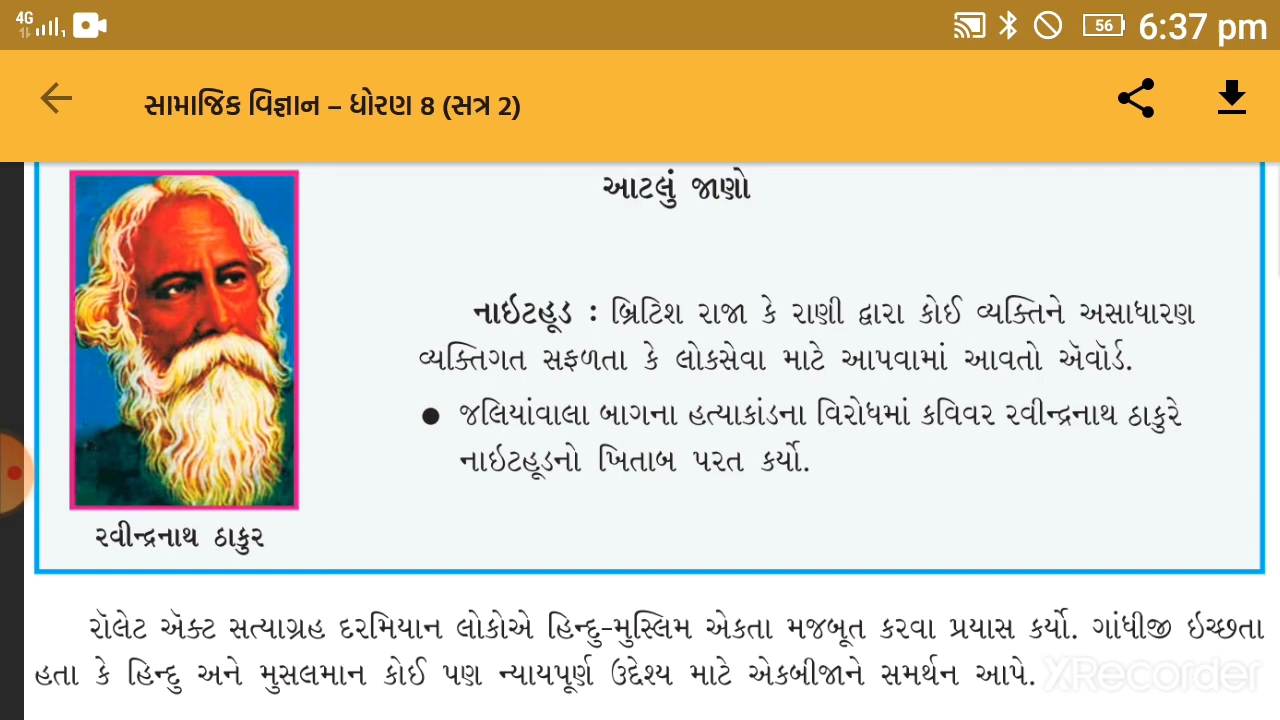 4G
56 6:37 pm
સામાજિક વિજ્ઞાન – ધોરણ 8 (સત્ર 2)
આટલું જાણો
નાઇટહૂડ : બ્રિટિશ રાજા કે રાણી દ્વારા કોઈ વ્યક્તિને અસાધારણ
વ્યક્તિગત સફળતા કે લોકસેવા માટે આપવામાં આવતો ઍવૉર્ડ.
● જલિયાંવાલા બાગના હત્યાકાંડના વિરોધમાં કવિવર રવીન્દ્રનાથ ઠાકુરે
નાઇટહૂડનો ખિતાબ પરત કર્યો.
રવીન્દ્રનાથ ઠાકુર
રૉલેટ ઍક્ટ સત્યાગ્રહ દરમિયાન લોકોએ હિન્દુ-મુસ્લિમ એકતા મજબૂત કરવા પ્રયાસ કર્યો. ગાંધીજી ઇચ્છતા
હતા કે હિન્દુ અને મુસલમાન કોઈ પણ ન્યાયપૂર્ણ ઉદ્દેશ્ય માટે એકબીજાને સમર્થન આપે.
XRecorder